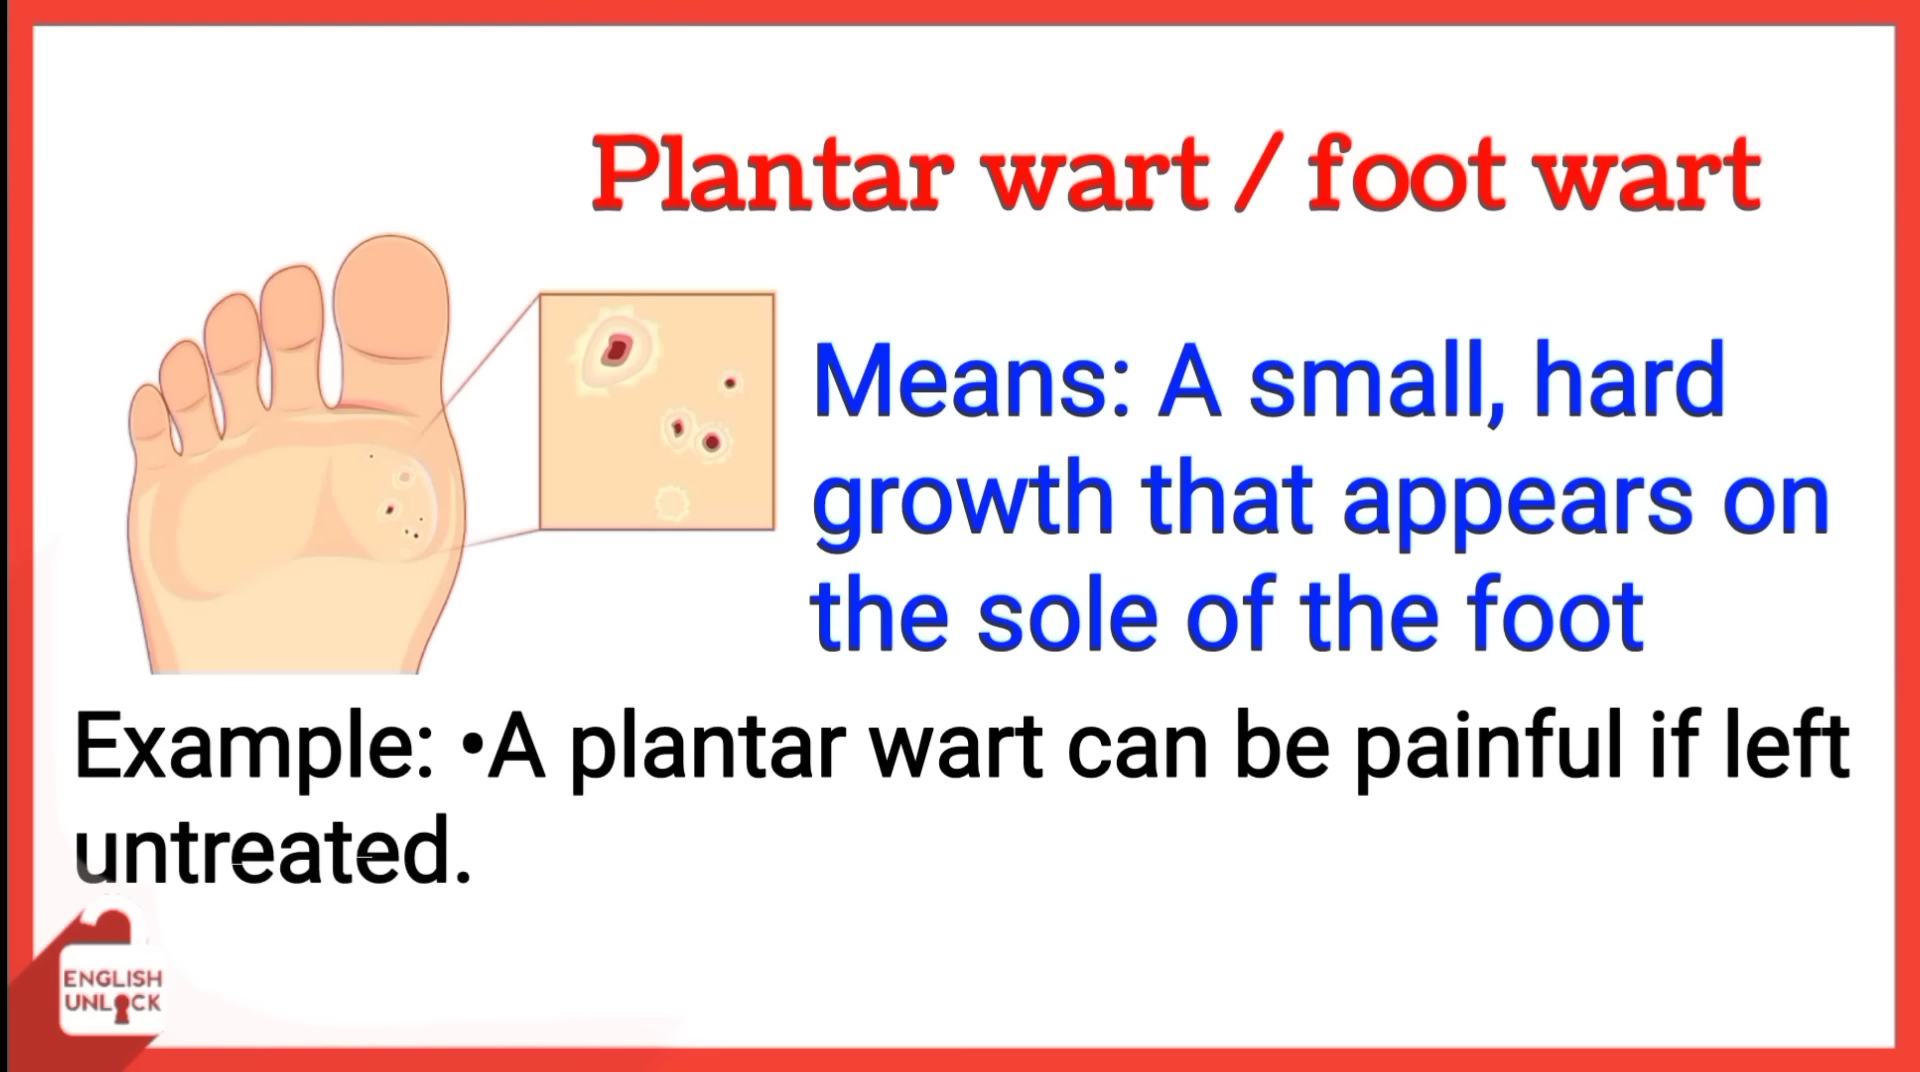 Plantar wart / foot wart
Means: A small, hard
growth that appears on
the sole of the foot
Example: •A plantar wart can be painful if left
untreated.
ENGLISH
UNLOCK